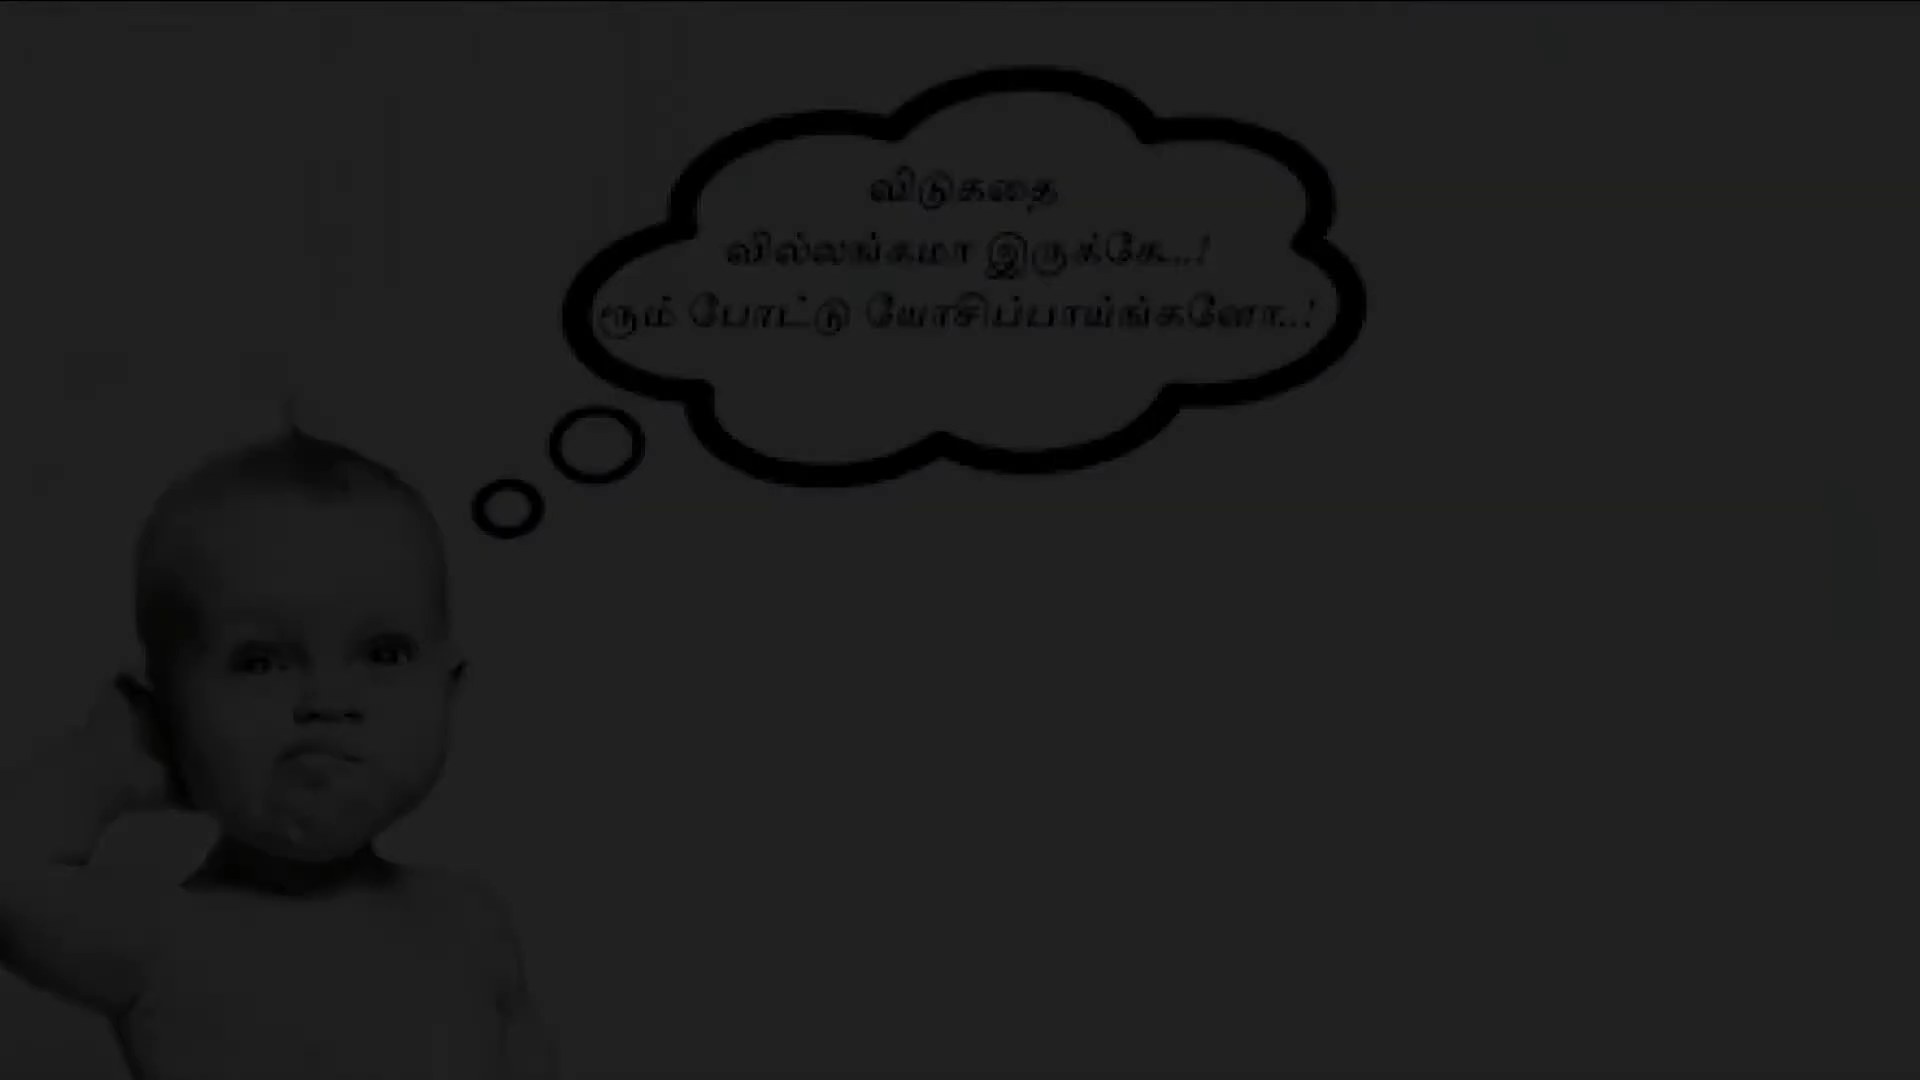 விடுகதை
வில்லங்கமா இருக்கே...!
ரூம் போட்டு யோசிப்பாய்ங்களோ..!